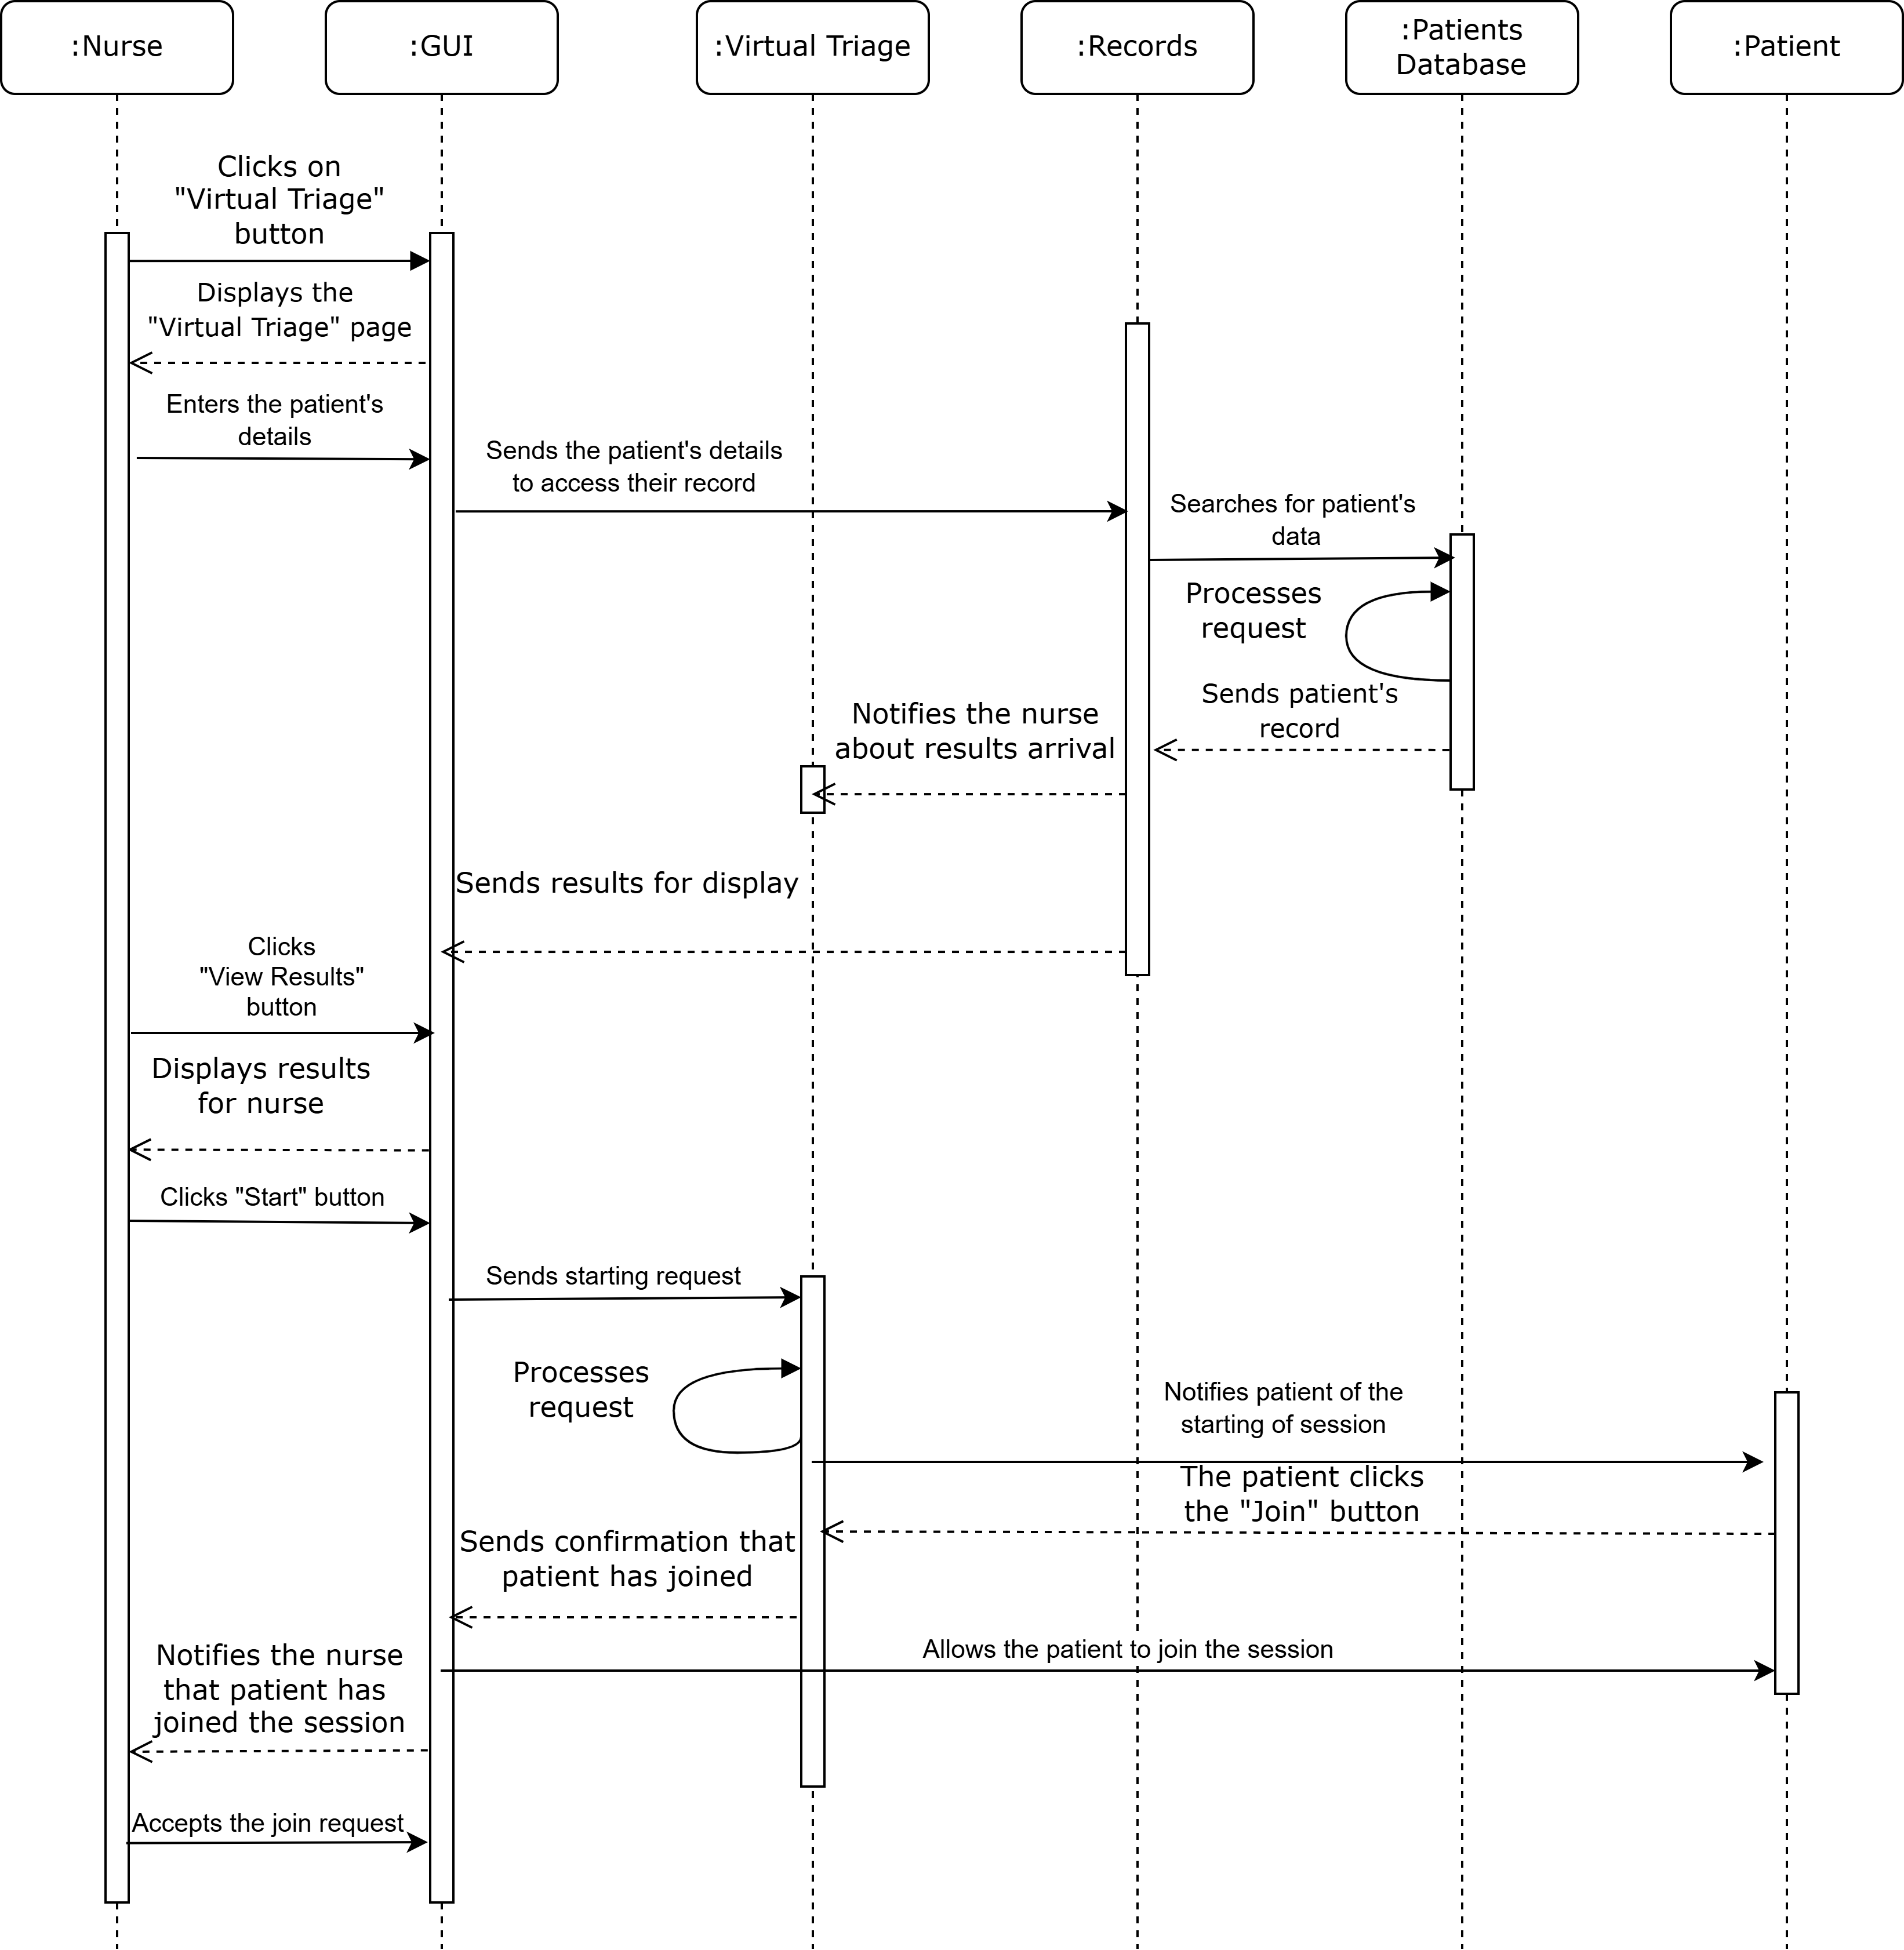 :Nurse
:GUI
:Virtual Triage
:Records
:Patients
Database
:Patient
Clicks on
"Virtual Triage"
button
Displays the
"Virtual Triage" page
Enters the patient's
details
Sends the patient's details
to access their record
Searches for patient's
data
Processes
request
Sends patient's
record
Notifies the nurse
about results arrival
Sends results for display
Clicks
"View Results"
button
Displays results
for nurse
Clicks "Start" button
Sends starting request
Processes
request
Notifies patient of the
starting of session
The patient clicks
the "Join" button
Sends confirmation that
patient has joined
Allows the patient to join the session
Notifies the nurse
that patient has
joined the session
Accepts the join request